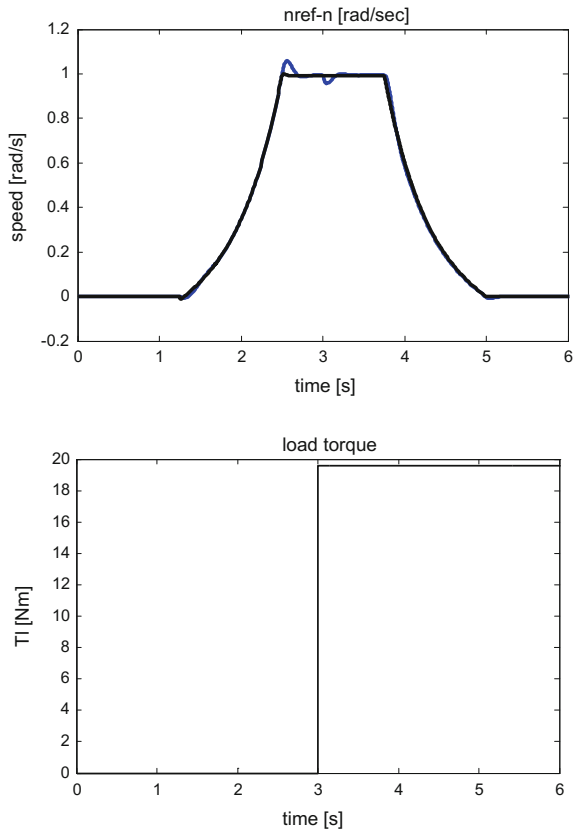 nref-n [rad/sec]
1.2
1
0.8
0.6
0.4
0.2
0
-0.2
speed [rad/s]
0 1 2 3 4 5 6
time [s]
load torque
20
18
16
14
12
10
8
6
4
2
0
Tl [Nm]
0 1 2 3 4 5 6
time [s]